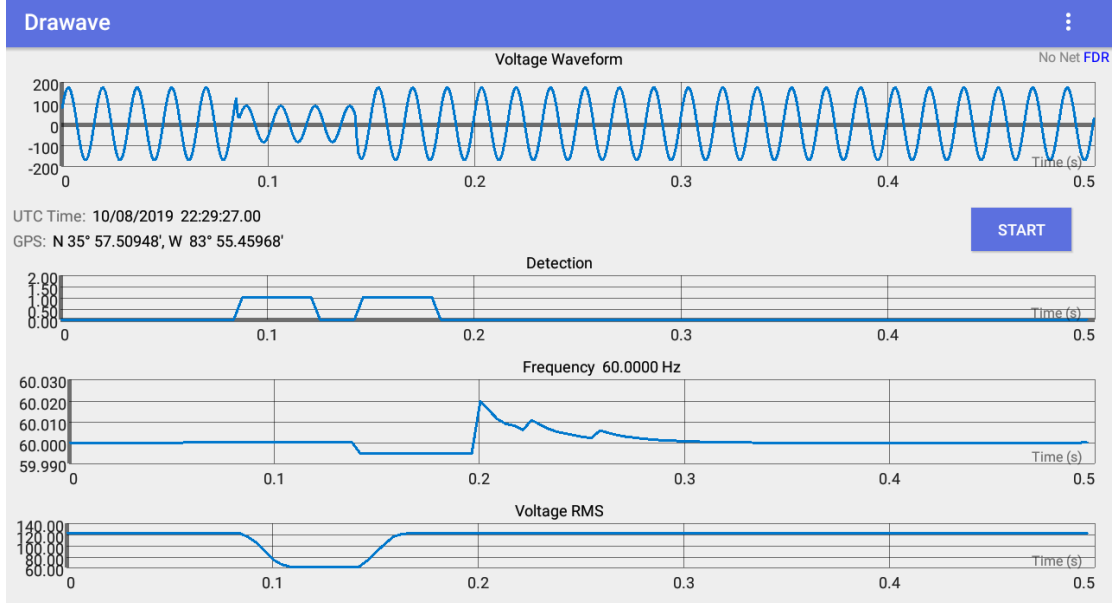 Drawave
Voltage Waveform
No Net FDR
200
100
0
-100
-200
Time (s)
0 0.1 0.2 0.3 0.4 0.5
UTC Time: 10/08/2019 22:29:27.00
START
GPS: N 35° 57.50948', W 83° 55.45968'
Detection
2.00
1.50
1.00
0.50
0.00
Time (s)
0 0.1 0.2 0.3 0.4 0.5
Frequency 60.0000 Hz
60.030
60.020
60.010
60.000
59.990
Time (s)
0 0.1 0.2 0.3 0.4 0.5
Voltage RMS
140.00
120.00
100.00
80.00
60.00
Time (s)
0 0.1 0.2 0.3 0.4 0.5